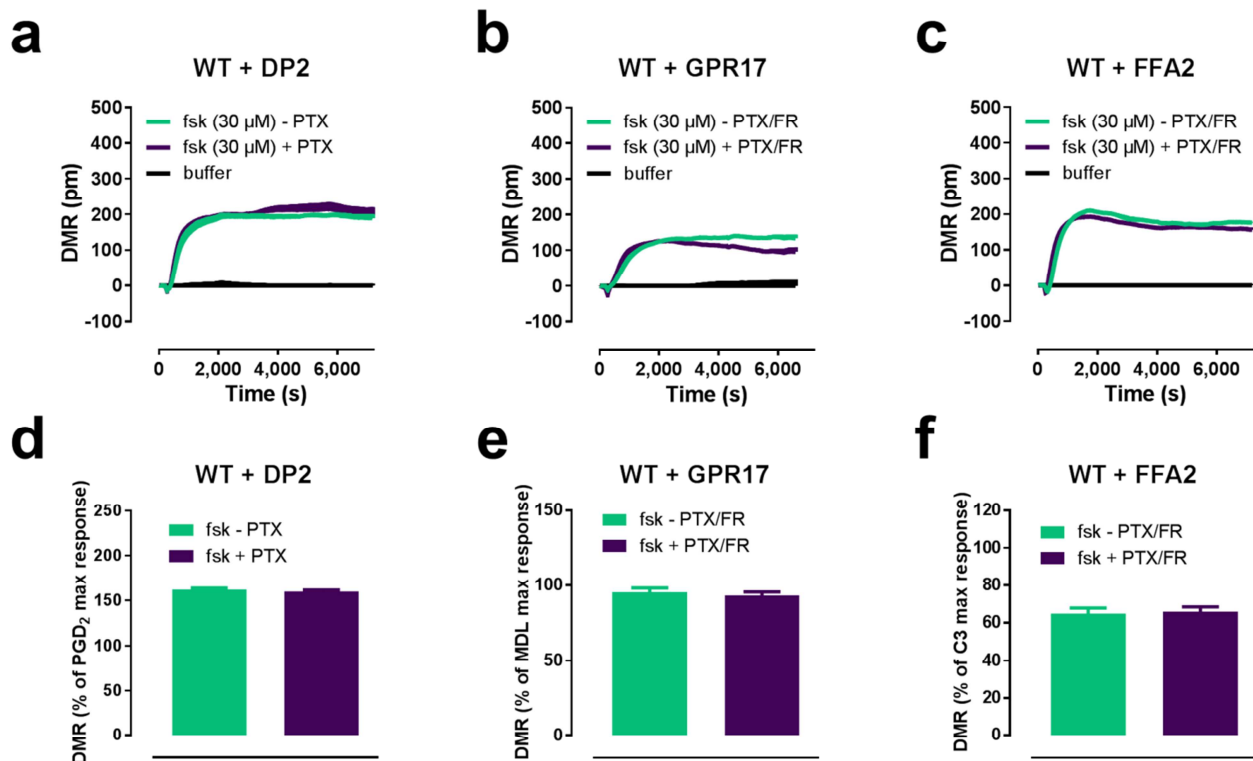 a
WT + DP2
500
400
300
200
100
0
-100
DMR (pm)
fsk (30 µM) - PTX
fsk (30 µM) + PTX
buffer
0 2,000 4,000 6,000
Time (s)
b
WT + GPR17
500
400
300
200
100
0
-100
DMR (pm)
fsk (30 µM) - PTX/FR
fsk (30 µM) + PTX/FR
buffer
0 2,000 4,000 6,000
Time (s)
c
WT + FFA2
500
400
300
200
100
0
-100
DMR (pm)
fsk (30 µM) - PTX/FR
fsk (30 µM) + PTX/FR
buffer
0 2,000 4,000 6,000
Time (s)
d
WT + DP2
250
200
150
100
50
0
DMR (% of PGD₂ max response)
fsk - PTX
fsk + PTX
e
WT + GPR17
150
100
50
0
DMR (% of MDL max response)
fsk - PTX/FR
fsk + PTX/FR
f
WT + FFA2
120
100
80
60
40
20
0
DMR (% of C3 max response)
fsk - PTX/FR
fsk + PTX/FR